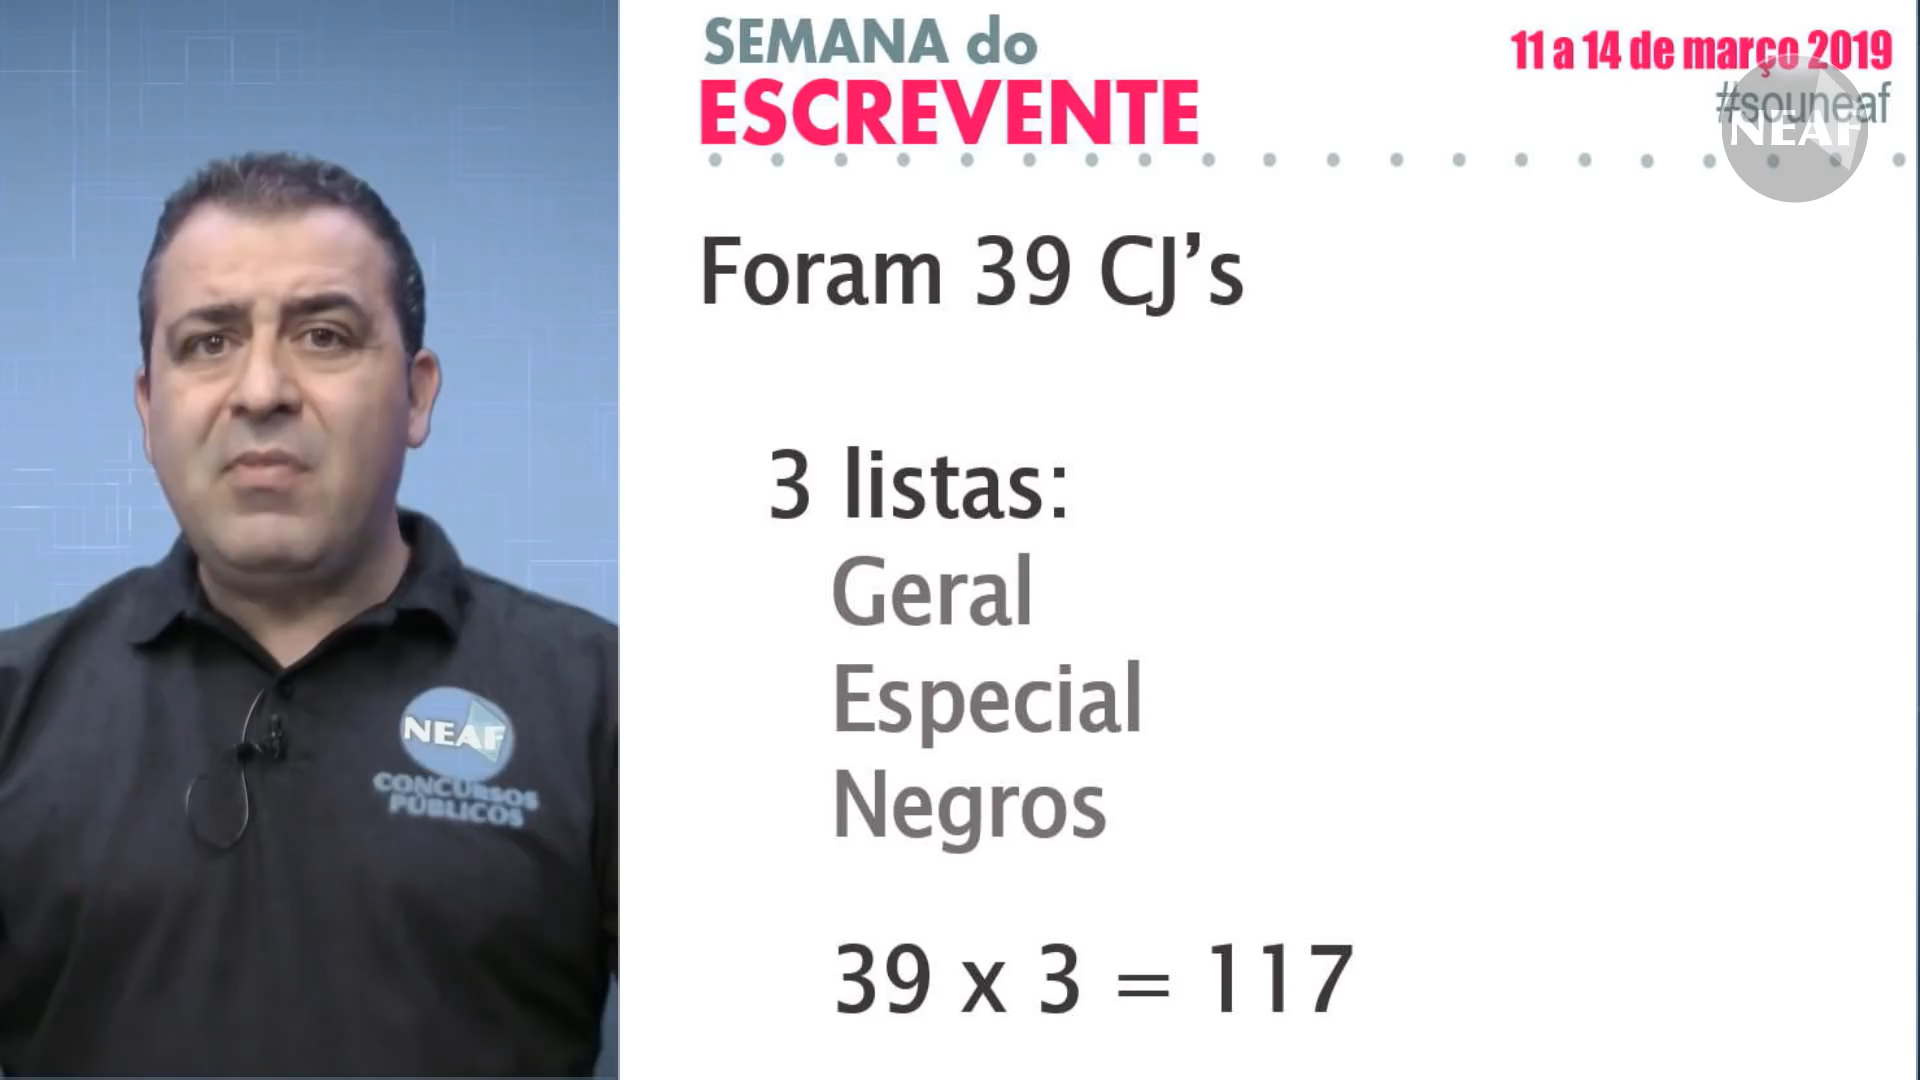 SEMANA do
ESCREVENTE
11 a 14 de março 2019
#souneaf
NEAF
Foram 39 CJ’s
3 listas:
Geral
Especial
Negros
39 x 3 = 117
NEAF
CONCURSOS
PÚBLICOS